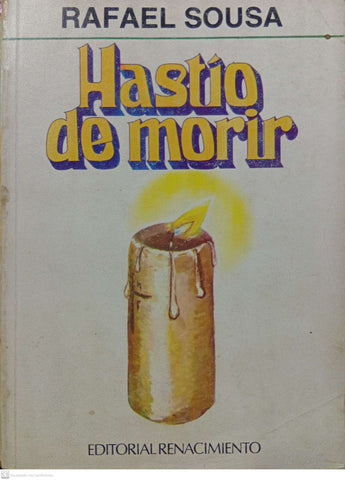 RAFAEL SOUSA
Hastío
de morir
EDITORIAL RENACIMIENTO